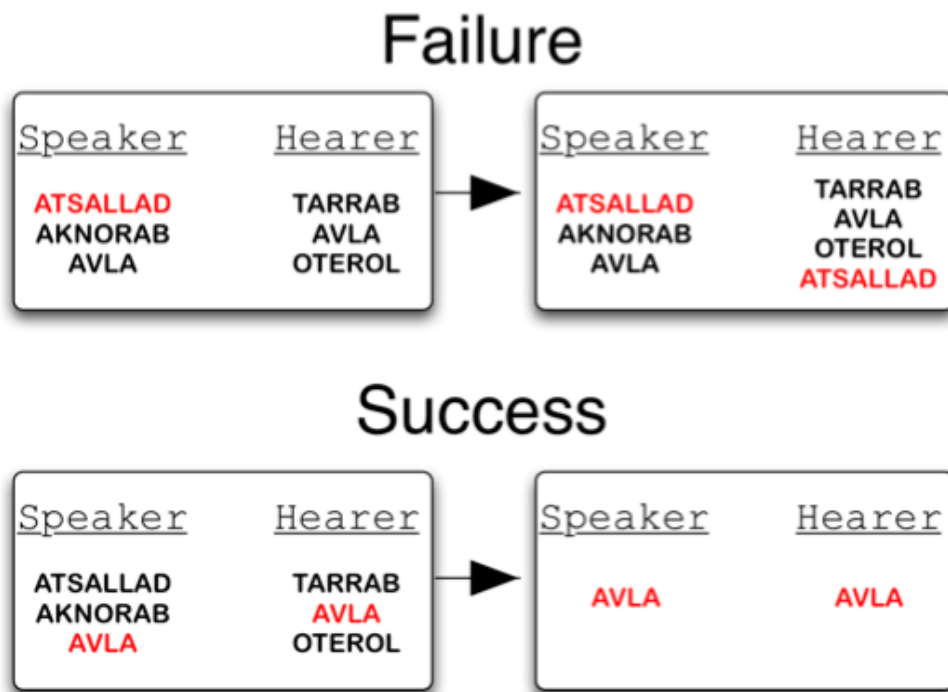 Failure
Speaker Hearer
ATSALLAD TARRAB
AKNORAB AVLA
AVLA OTEROL
Speaker Hearer
ATSALLAD TARRAB
AKNORAB AVLA
AVLA OTEROL
ATSALLAD
Success
Speaker Hearer
ATSALLAD TARRAB
AKNORAB AVLA
AVLA OTEROL
Speaker Hearer
AVLA AVLA